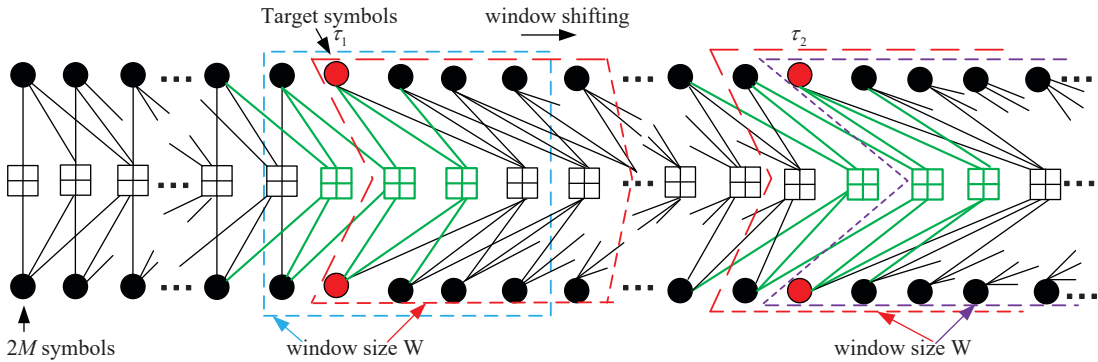 Target symbols
window shifting
τ1
τ2
2M symbols
window size W
window size W